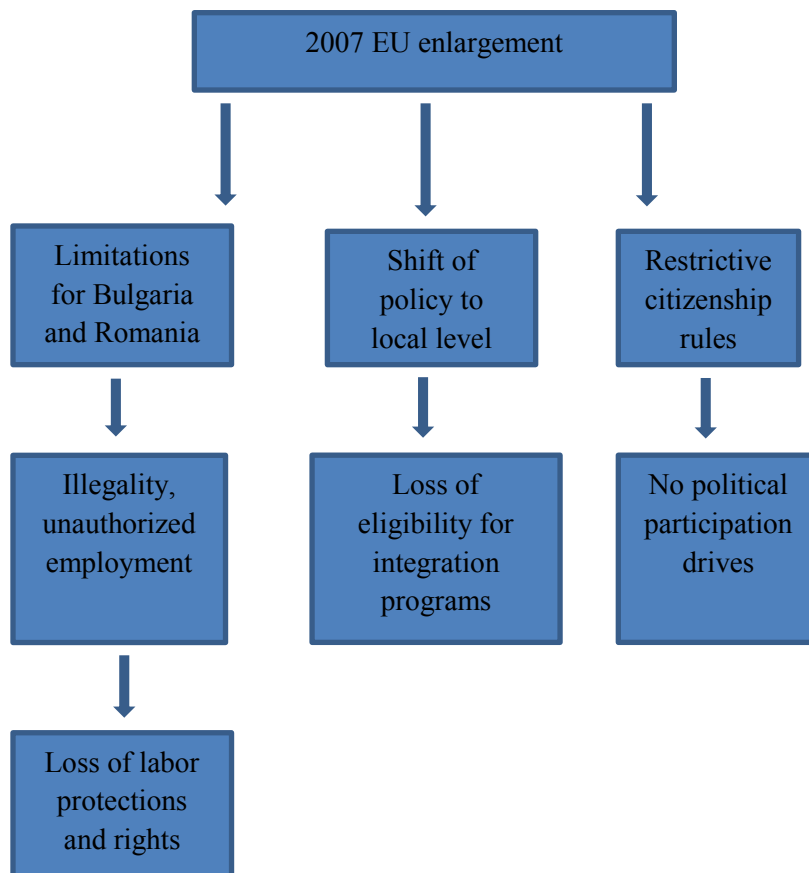 2007 EU enlargement
Limitations
for Bulgaria
and Romania
Shift of
policy to
local level
Restrictive
citizenship
rules
Illegality,
unauthorized
employment
Loss of
eligibility for
integration
programs
No political
participation
drives
Loss of labor
protections
and rights